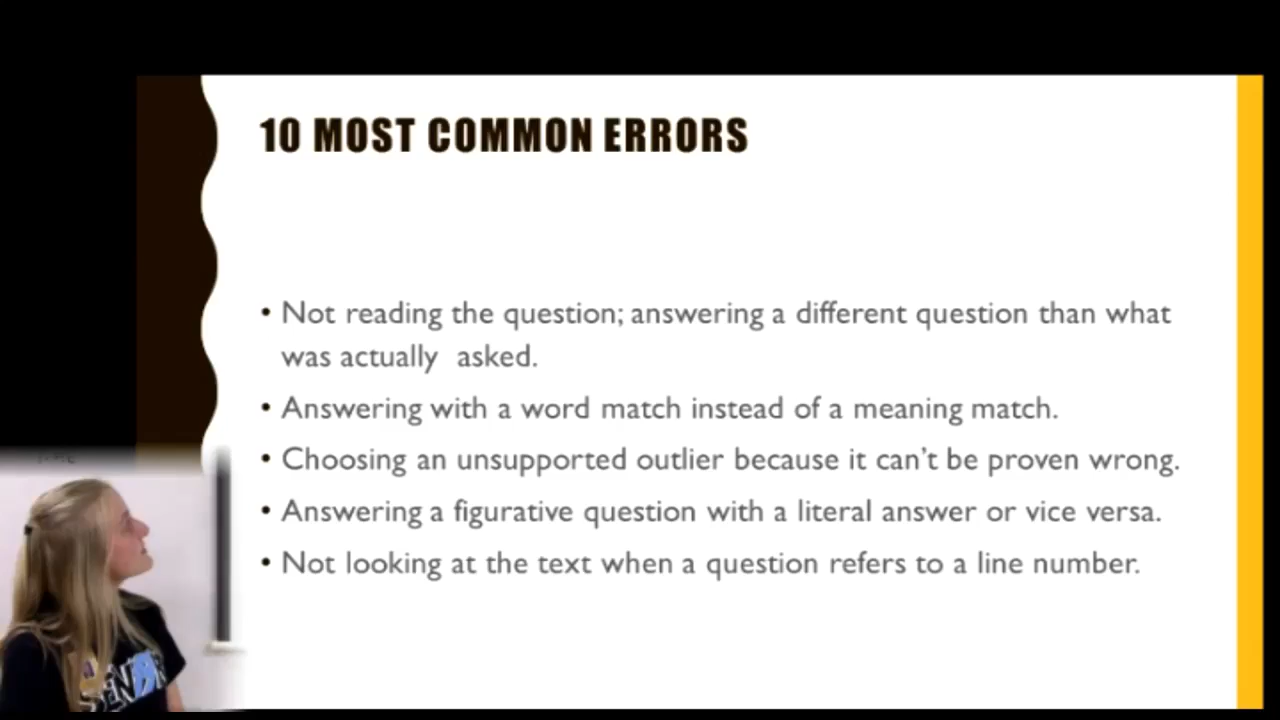 10 MOST COMMON ERRORS
• Not reading the question; answering a different question than what
was actually  asked.
• Answering with a word match instead of a meaning match.
• Choosing an unsupported outlier because it can't be proven wrong.
• Answering a figurative question with a literal answer or vice versa.
• Not looking at the text when a question refers to a line number.